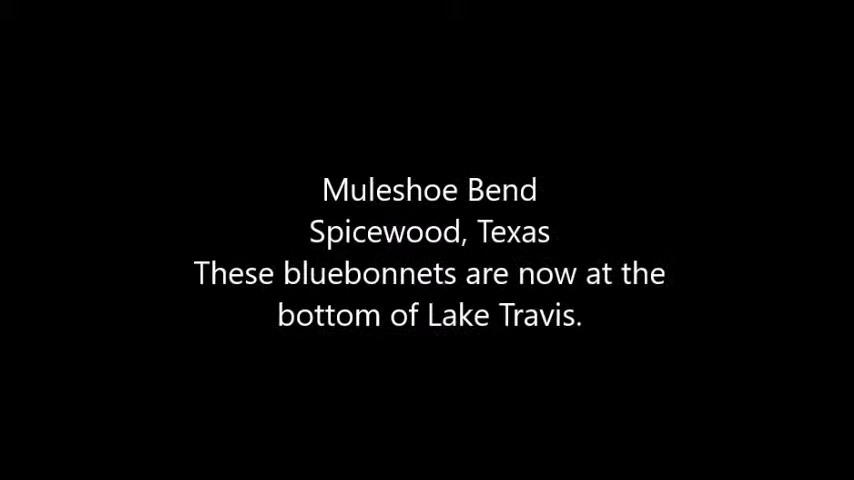 Muleshoe Bend
Spicewood, Texas
These bluebonnets are now at the
bottom of Lake Travis.